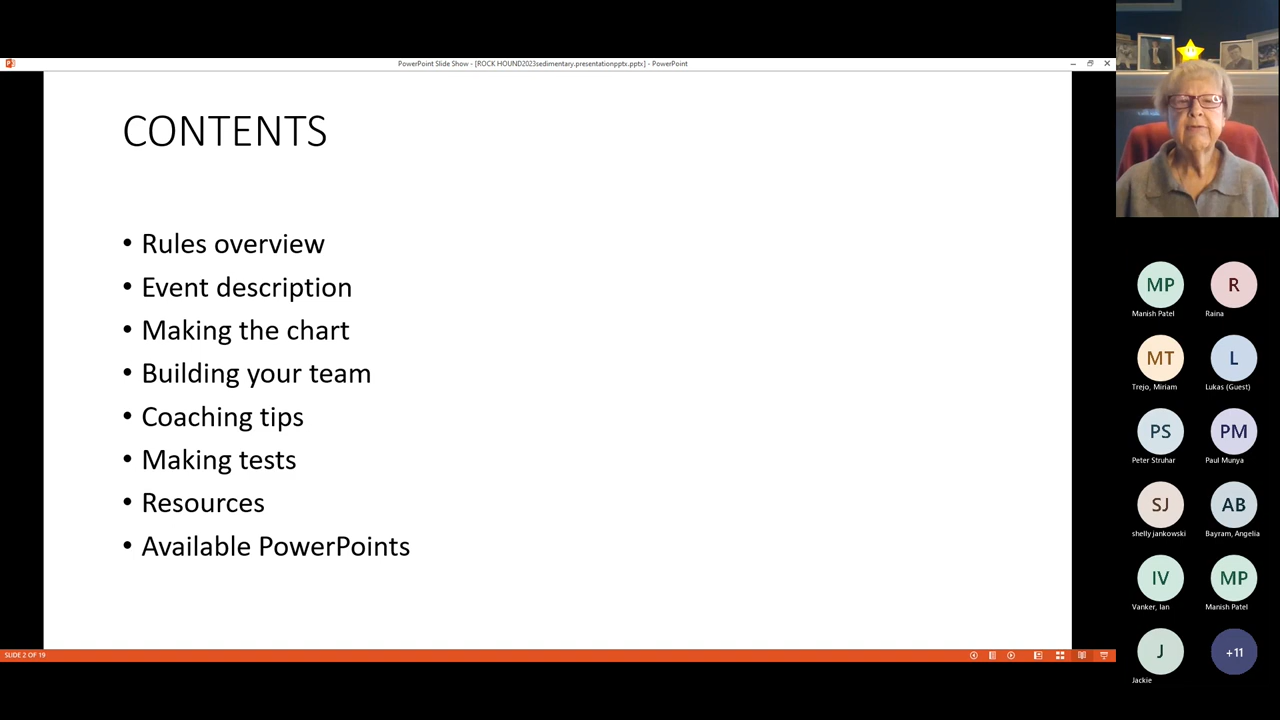 PowerPoint Slide Show - [ROCK HOUND2023sedimentary.presentationpptx.pptx] - PowerPoint
CONTENTS
• Rules overview
• Event description
• Making the chart
• Building your team
• Coaching tips
• Making tests
• Resources
• Available PowerPoints
SLIDE 2 OF 19
MP R
Manish Patel Raina
MT L
Trejo, Miriam Lukas (Guest)
PS PM
Peter Struhar Paul Munya
SJ AB
shelly jankowski Bayram, Angelia
IV MP
Vanker, Ian Manish Patel
J +11
Jackie